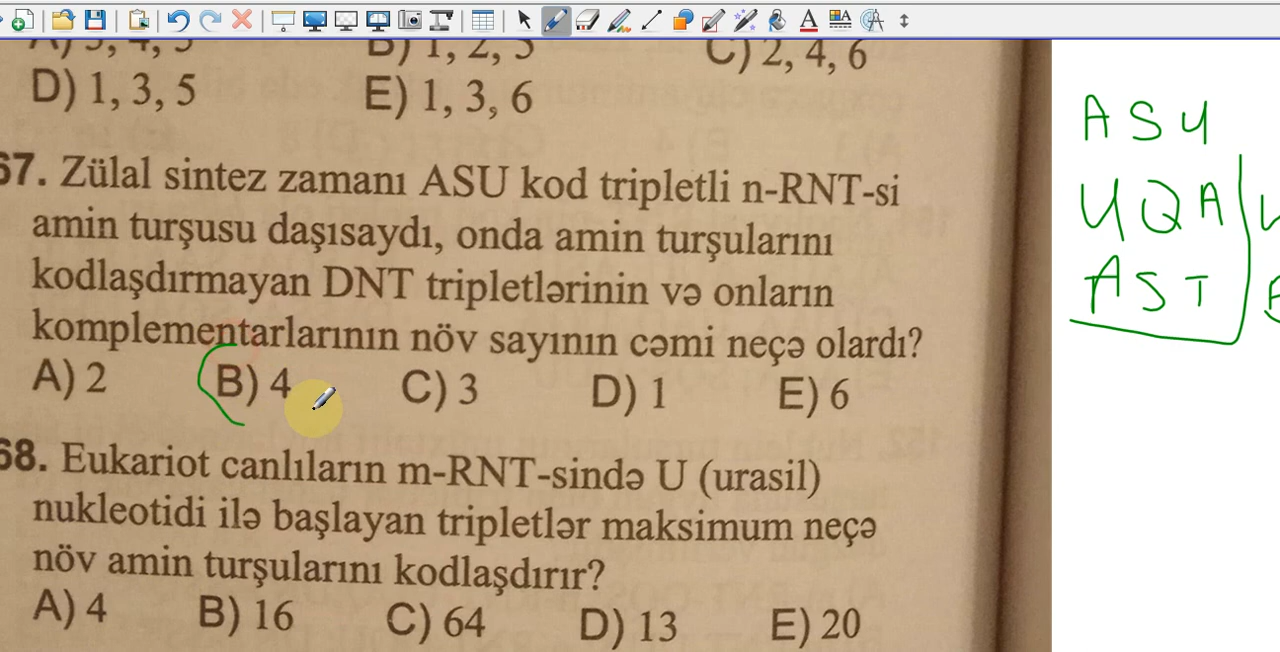 D) 1, 3, 5 E) 1, 3, 6 C) 2, 4, 6
67. Zülal sintez zamanı ASU kod tripletli n-RNT-si
amin turşusu daşısaydı, onda amin turşularını
kodlaşdırmayan DNT tripletlərinin və onların
komplementarlarının növ sayının cəmi neçə olardı?
A) 2 B) 4 C) 3 D) 1 E) 6
68. Eukariot canlıların m-RNT-sində U (urasil)
nukleotidi ilə başlayan tripletlər maksimum neçə
növ amin turşularını kodlaşdırır?
A) 4 B) 16 C) 64 D) 13 E) 20
ASU
UQA
AST